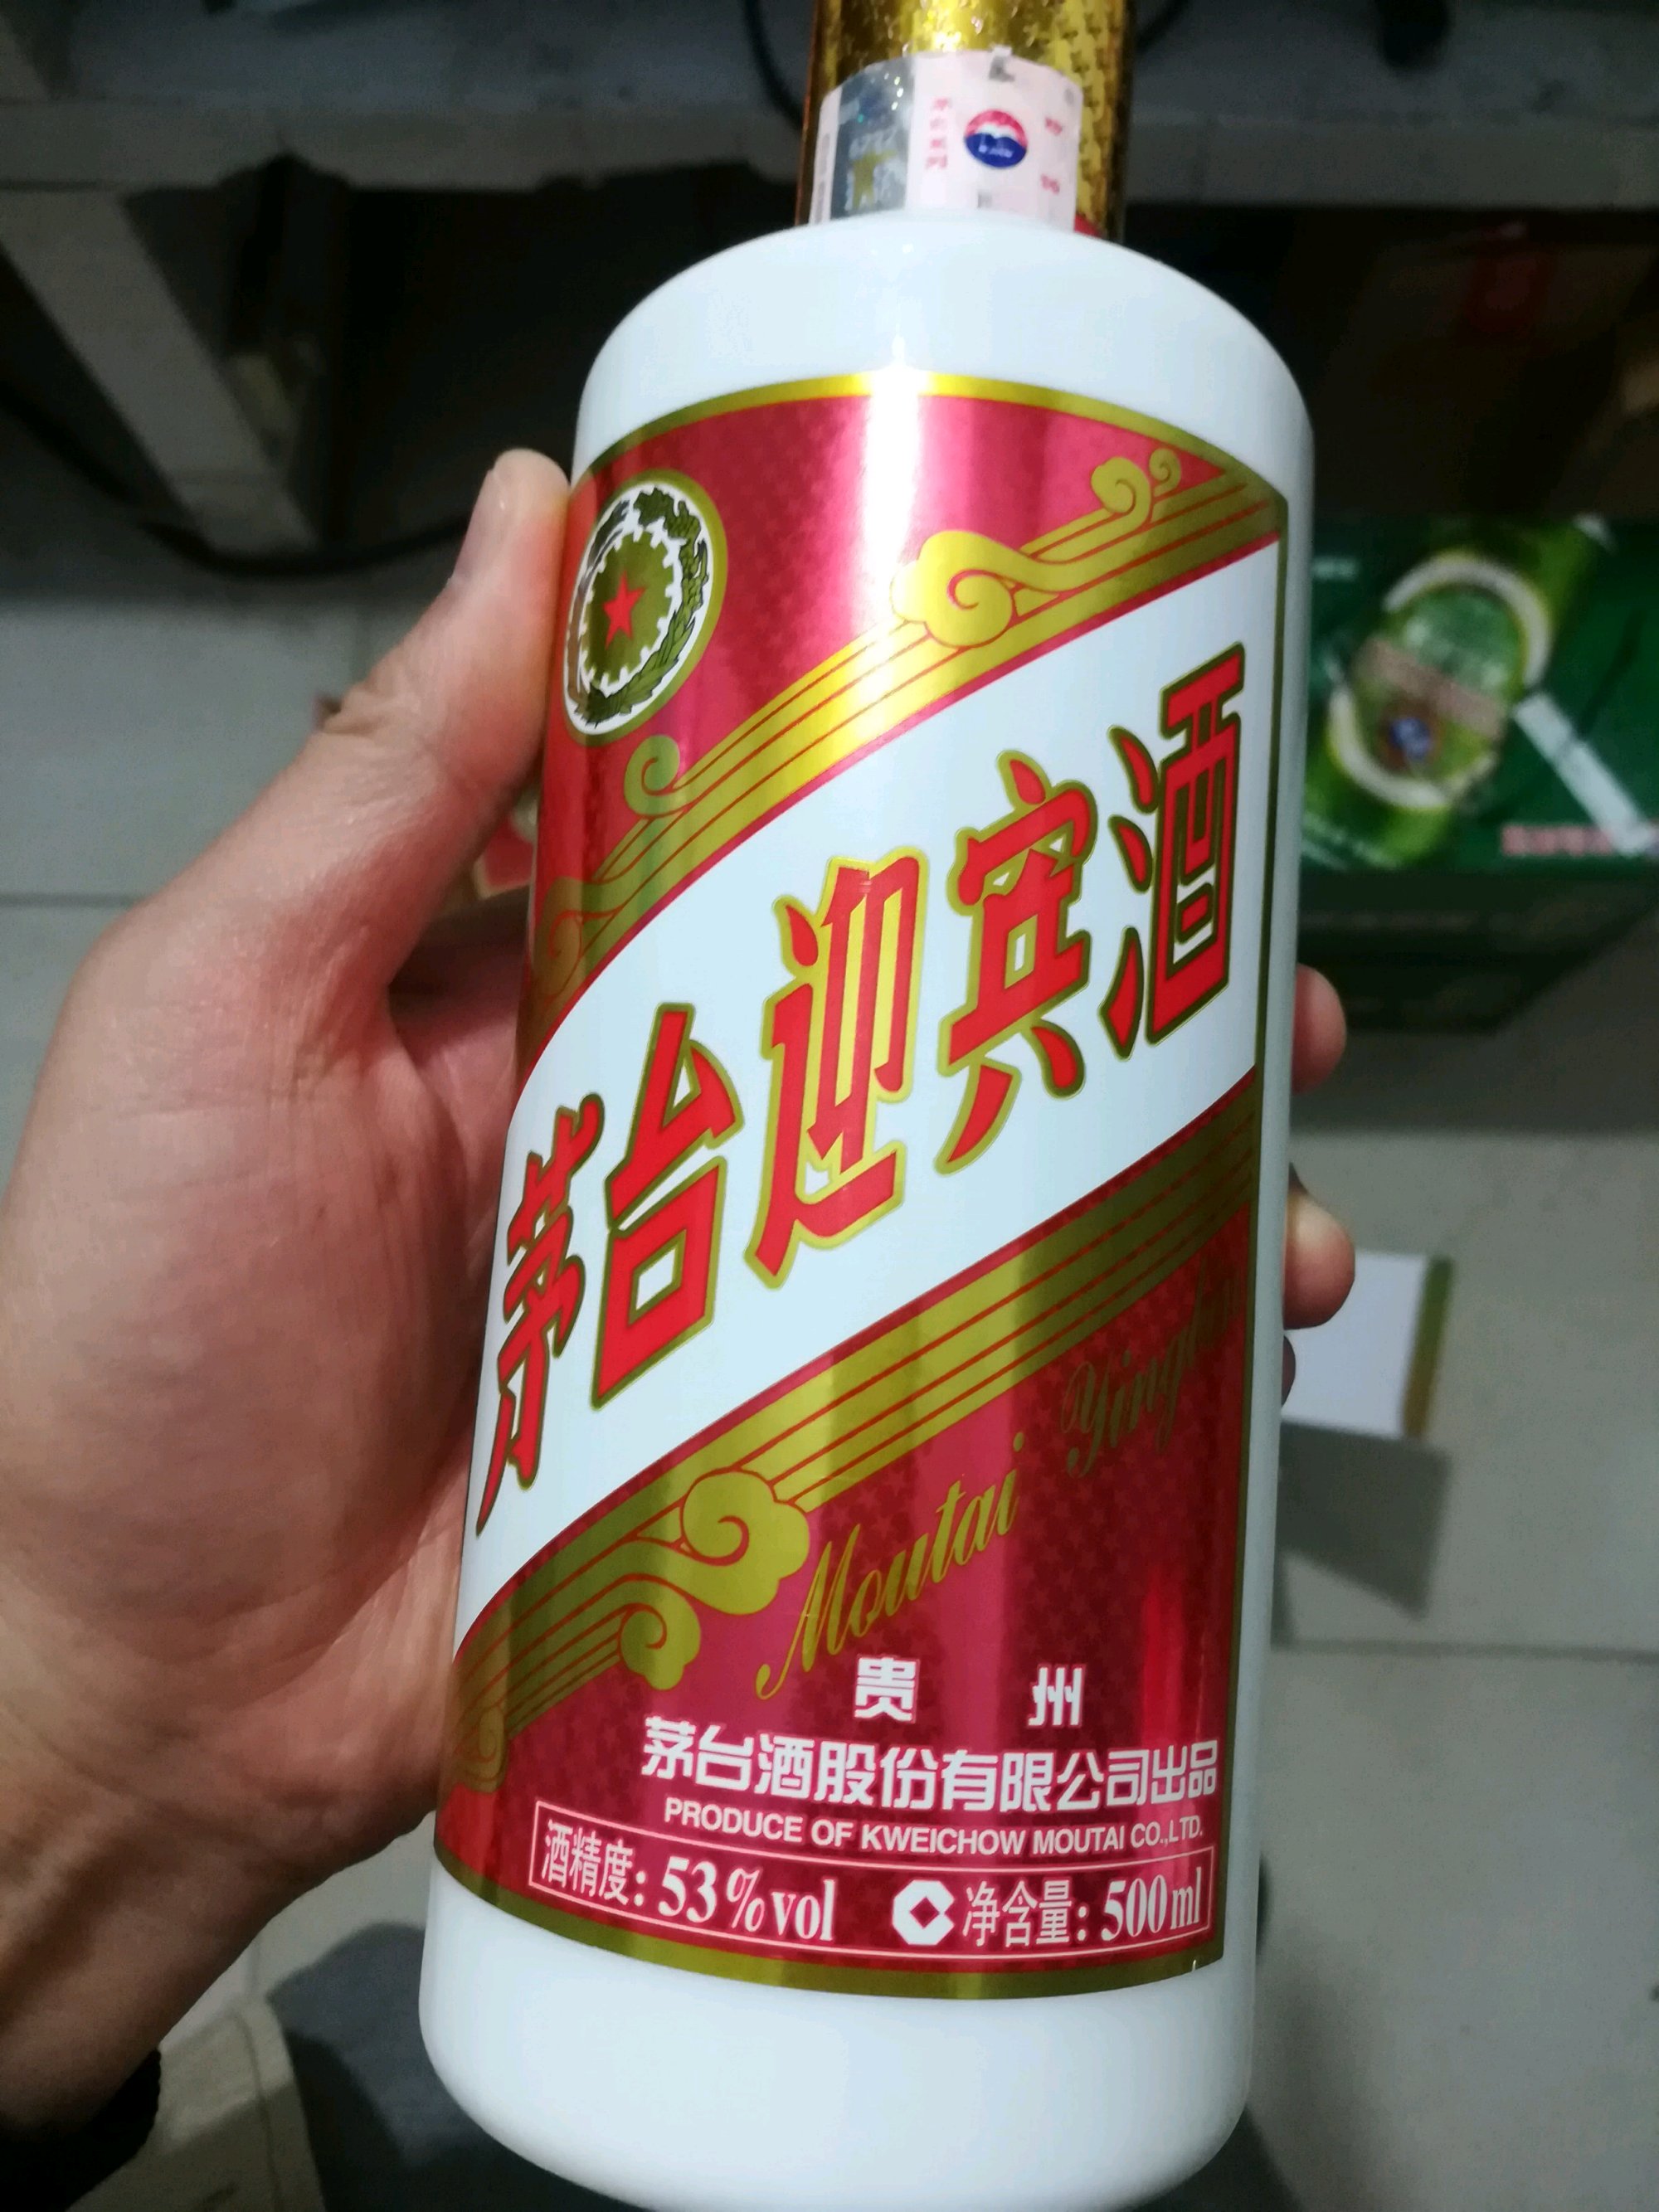 茅台迎宾酒
Moutai
贵 州
茅台酒股份有限公司出品
PRODUCE OF KWEICHOW MOUTAI CO.,LTD.
酒精度:53%vol 净含量:500ml